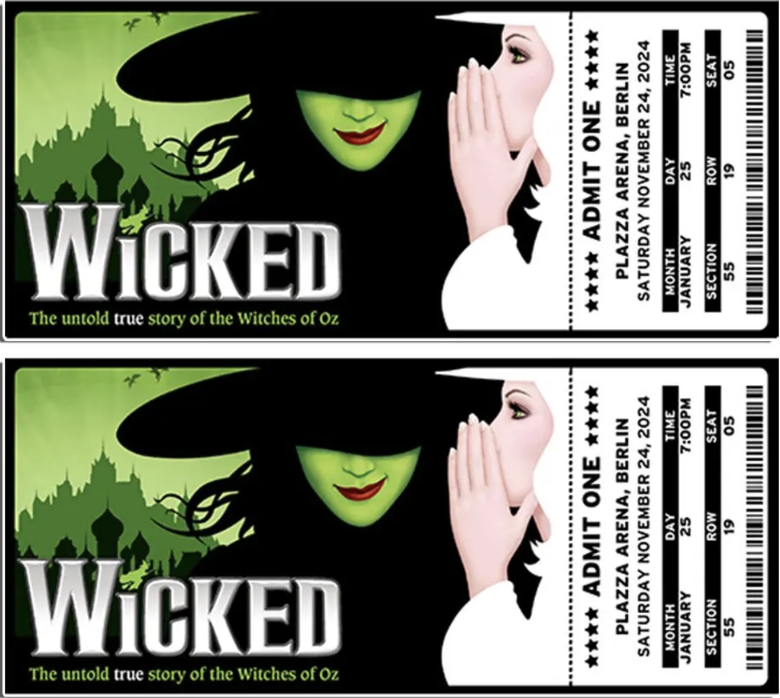 WICKED
The untold true story of the Witches of Oz
★★★★ ADMIT ONE ★★★★
PLAZZA ARENA, BERLIN
SATURDAY NOVEMBER 24, 2024
MONTH DAY TIME
JANUARY 25 7:00PM
SECTION ROW SEAT
55 19 05
WICKED
The untold true story of the Witches of Oz
★★★★ ADMIT ONE ★★★★
PLAZZA ARENA, BERLIN
SATURDAY NOVEMBER 24, 2024
MONTH DAY TIME
JANUARY 25 7:00PM
SECTION ROW SEAT
55 19 05